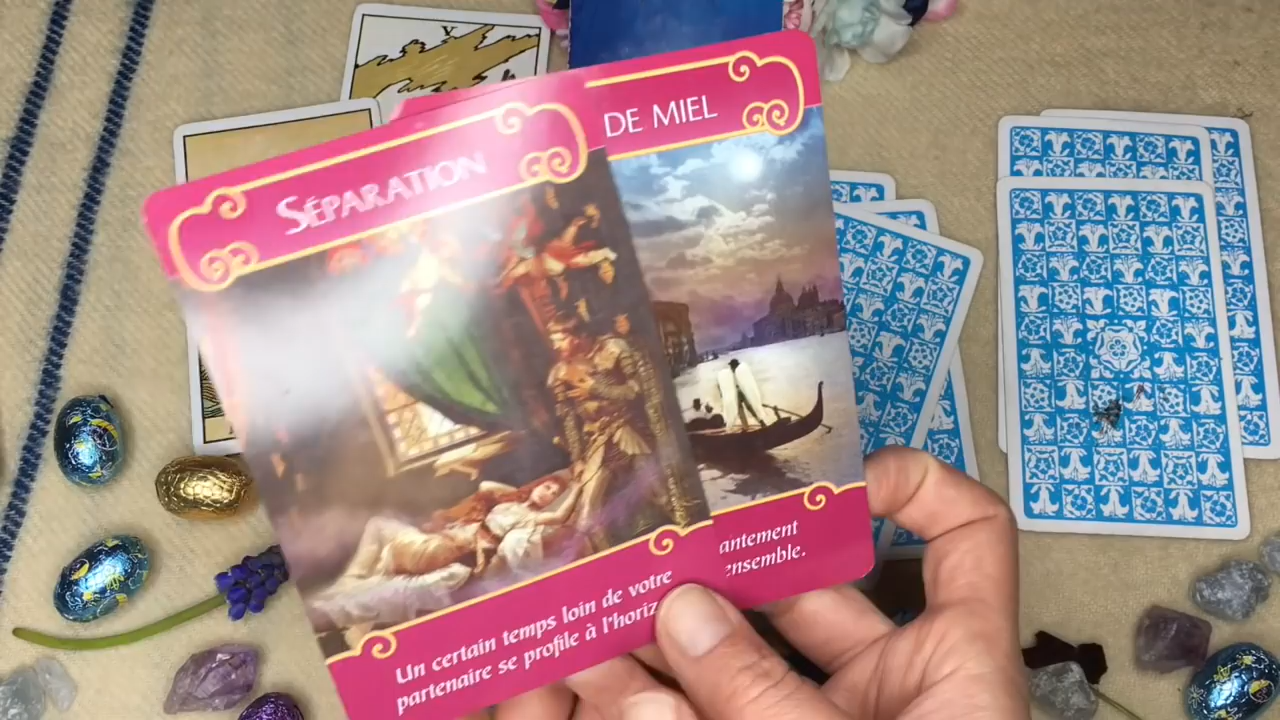 V
SÉPARATION
DE MIEL
Un certain temps loin de votre
partenaire se profile à l'horiz
antement
ensemble.